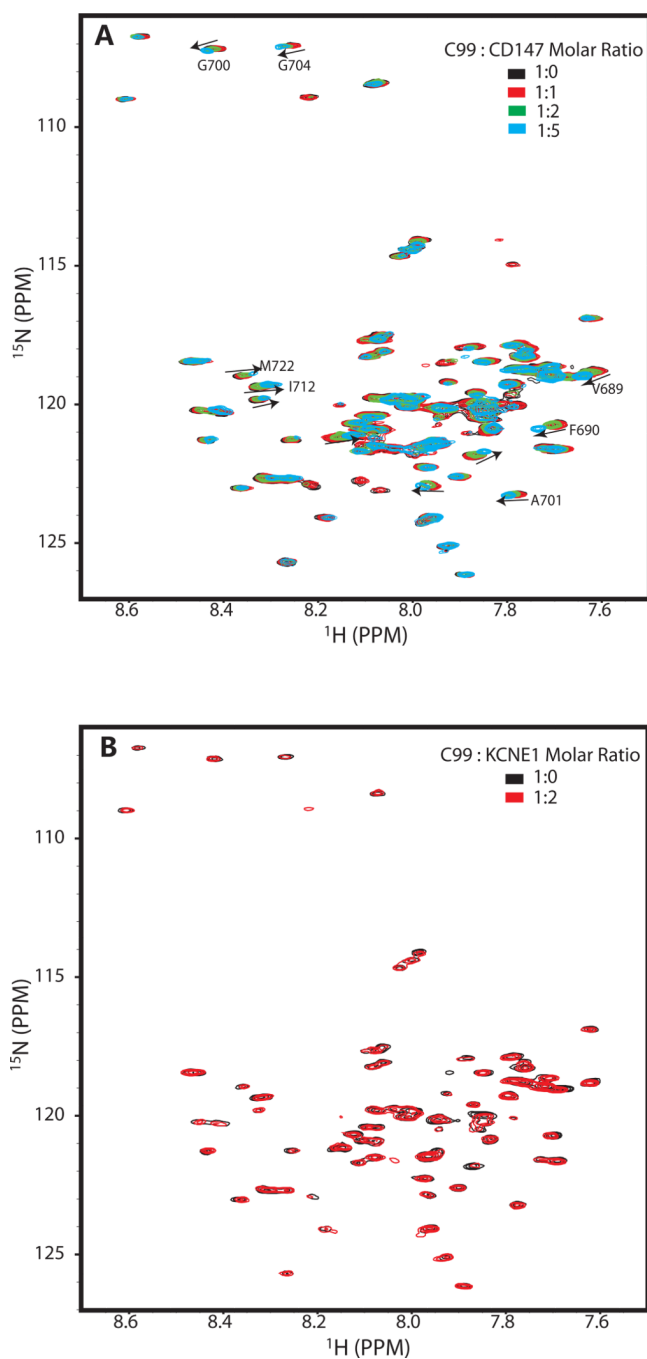 A
C99 : CD147 Molar Ratio
1:0
1:1
1:2
1:5
G700
G704
110
115
120
125
15N (PPM)
M722
I712
V689
F690
A701
8.6
8.4
8.2
8.0
7.8
7.6
1H (PPM)
B
C99 : KCNE1 Molar Ratio
1:0
1:2
110
115
120
125
15N (PPM)
8.6
8.4
8.2
8.0
7.8
7.6
1H (PPM)